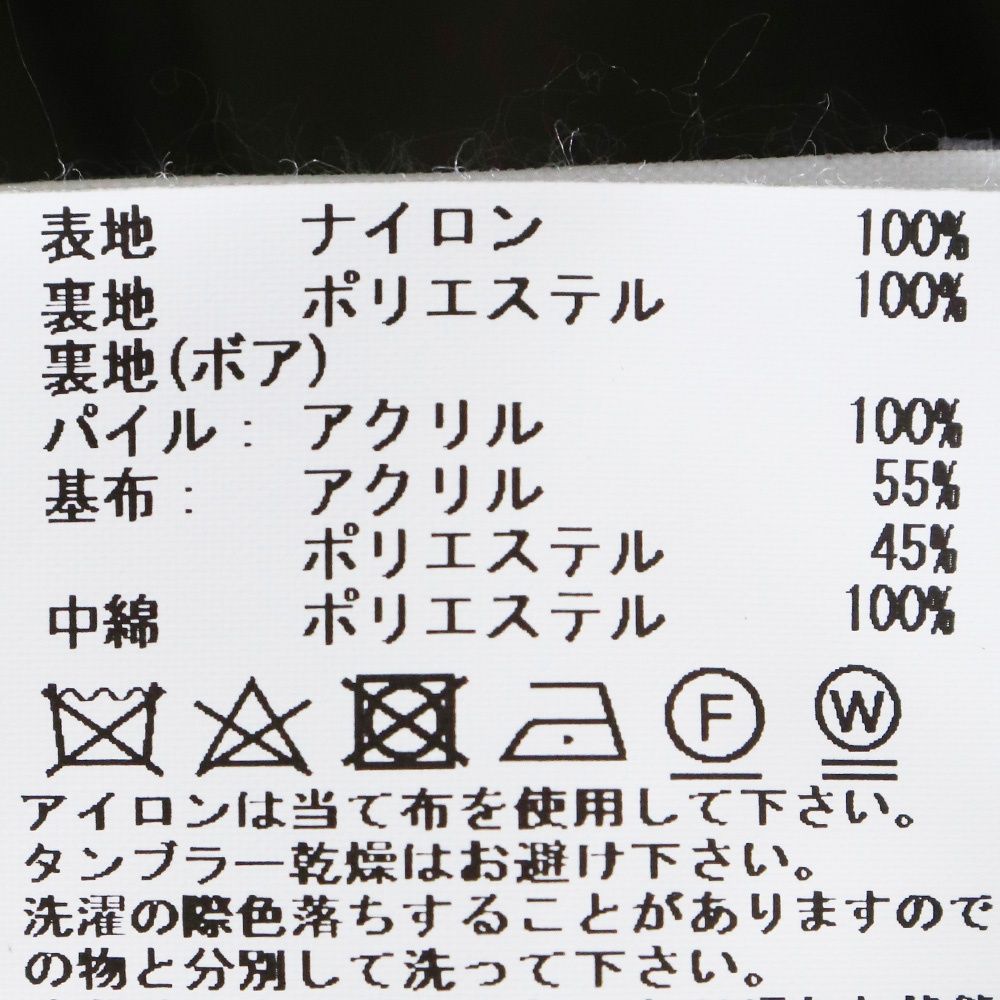 表地 ナイロン 100%
裏地 ポリエステル 100%
裏地(ボア)
パイル: アクリル 100%
基布: アクリル 55%
ポリエステル 45%
中綿 ポリエステル 100%
F W
アイロンは当て布を使用して下さい。
タンブラー乾燥はお避け下さい。
洗濯の際色落ちすることがありますので
の物と分別して洗って下さい。